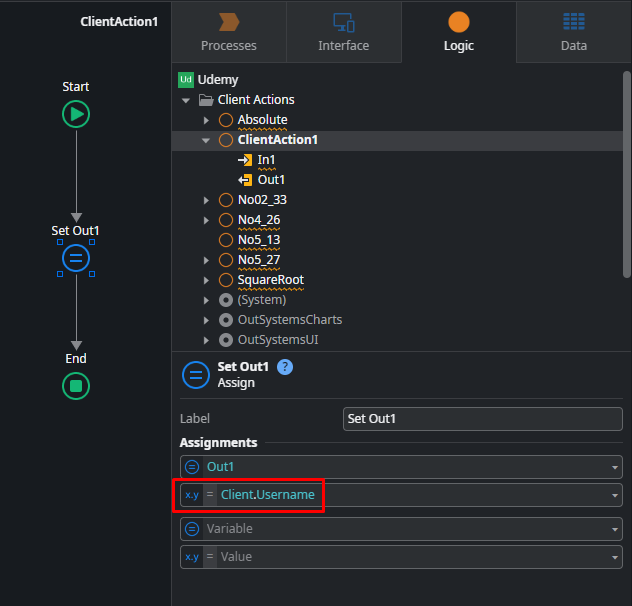 ClientAction1
Start
Set Out1
End
Processes
Interface
Logic
Data
Ud Udemy
Client Actions
Absolute
ClientAction1
In1
Out1
No02_33
No4_26
No5_13
No5_27
SquareRoot
(System)
OutSystemsCharts
OutSystemsUI
Set Out1 ?
Assign
Label Set Out1
Assignments
Out1
x.y = Client.Username
Variable
x.y = Value